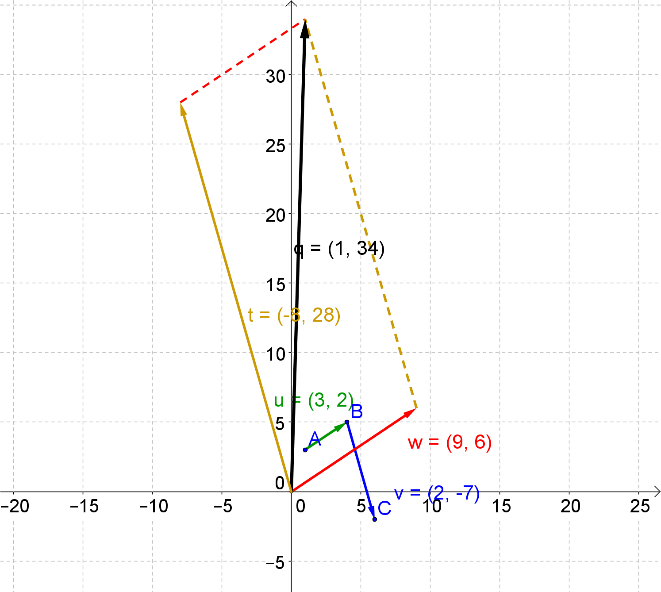 30
25
20
q = (1, 34)
15
t = (-8, 28)
10
u = (3, 2)
B
5
A
w = (9, 6)
0
v = (2, -7)
−20 −15 −10 −5 0 5 10 15 20 25
C
−5